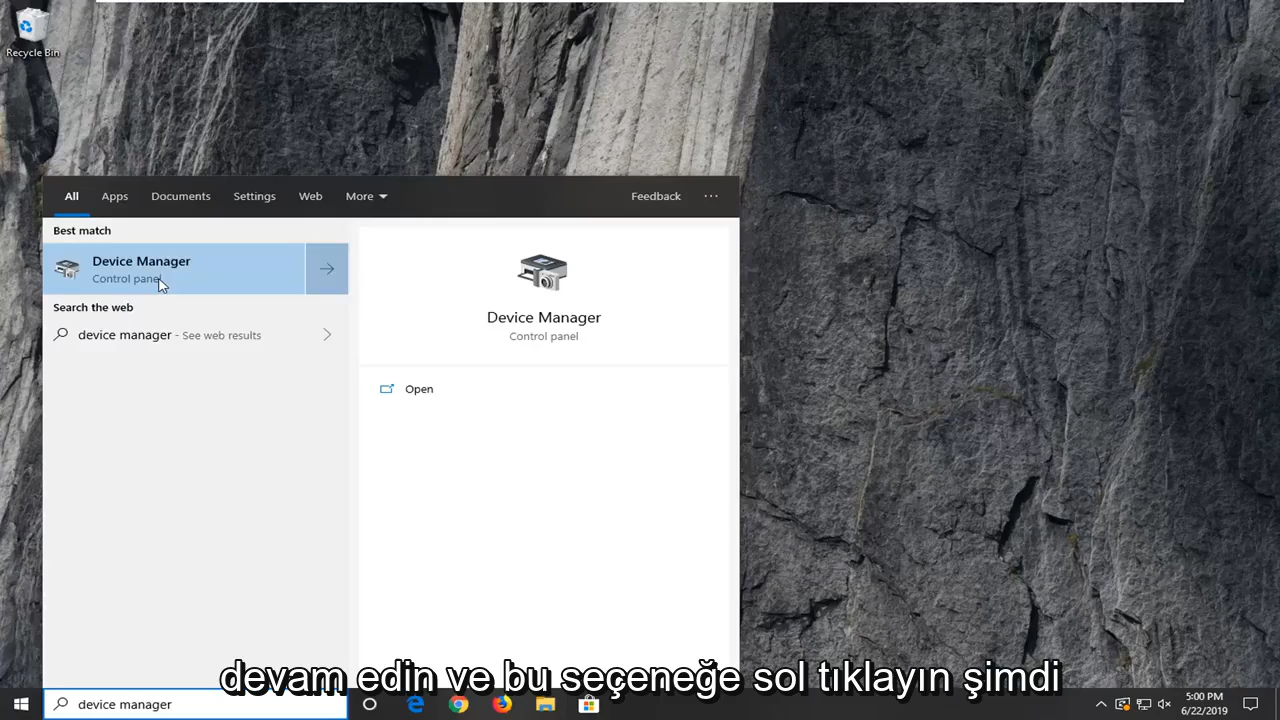 Recycle Bin
All Apps Documents Settings Web More Feedback ...
Best match
Device Manager
Control panel
Search the web
device manager - See web results
Device Manager
Control panel
Open
devam edin ve bu seçeneğe sol tıklayın şimdi
device manager
5:00 PM
6/22/2019